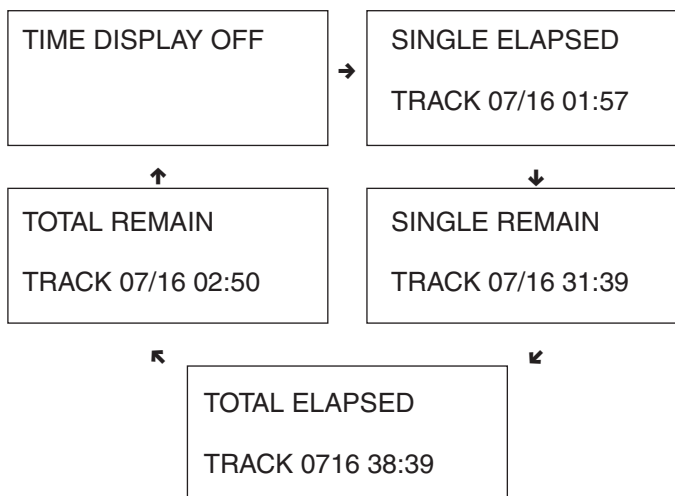 TIME DISPLAY OFF
SINGLE ELAPSED
TRACK 07/16 01:57
TOTAL REMAIN
TRACK 07/16 02:50
SINGLE REMAIN
TRACK 07/16 31:39
TOTAL ELAPSED
TRACK 0716 38:39